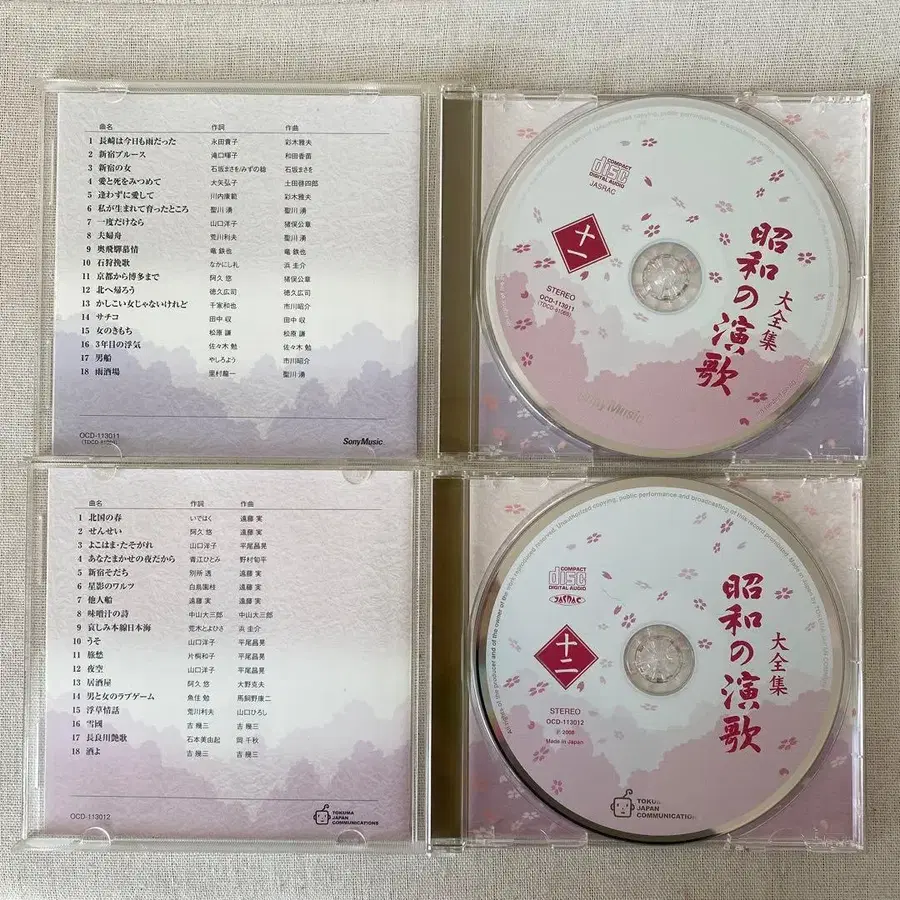 曲名 作詞 作曲
1 長崎は今日も雨だった 永田貴子 彩木雅夫
2 新宿ブルース 滝口暉子 和田香苗
3 新宿の女 石坂まさを/みずの稔 石坂まさを
4 愛と死をみつめて 大矢弘子 土田啓四郎
5 逢わずに愛して 川内康範 彩木雅夫
6 私が生まれて育ったところ 聖川 湧 聖川 湧
7 一度だけなら 山口洋子 猪俣公章
8 夫婦舟 荒川利夫 聖川 湧
9 奥飛騨慕情 竜 鉄也 竜 鉄也
10 石狩挽歌 なかにし礼 浜 圭介
11 京都から博多まで 阿久 悠 猪俣公章
12 北へ帰ろう 徳久広司 徳久広司
13 かしこい女じゃないけれど 千家和也 市川昭介
14 サチコ 田中 収 田中 収
15 女のきもち 松原 謙 松原 謙
16 3年目の浮気 佐々木 勉 佐々木 勉
17 男船 やしろよう 市川昭介
18 雨酒場 里村龍一 聖川 湧
OCD-113011
SonyMusic
COMPACT
disc
DIGITAL AUDIO
JASRAC
十一
STEREO
OCD-113011
昭和の演歌
大全集
Sony Music
曲名 作詞 作曲
1 北国の春 いではく 遠藤 実
2 せんせい 阿久 悠 遠藤 実
3 よこはま・たそがれ 山口洋子 平尾昌晃
4 あなたまかせの夜だから 青江ひとみ 野村旬平
5 新宿そだち 別所 透 遠藤 実
6 星影のワルツ 白鳥園枝 遠藤 実
7 他人船 遠藤 実 遠藤 実
8 味噌汁の詩 中山大三郎 中山大三郎
9 哀しみ本線日本海 荒木とよひさ 浜 圭介
10 うそ 山口洋子 平尾昌晃
11 旅愁 片桐和子 平尾昌晃
12 夜空 山口洋子 平尾昌晃
13 居酒屋 阿久 悠 大野克夫
14 男と女のラブゲーム 魚住 勉 馬飼野康二
15 浮草情話 荒川利夫 山口ひろし
16 雪國 吉 幾三 吉 幾三
17 長良川艶歌 石本美由起 岡 千秋
18 酒よ 吉 幾三 吉 幾三
OCD-113012
TOKUMA
JAPAN
COMMUNICATIONS
COMPACT
disc
DIGITAL AUDIO
JASRAC
十二
STEREO
OCD-113012
℗ 2008
Made in Japan
昭和の演歌
大全集
TOKUMA
JAPAN
COMMUNICATIONS